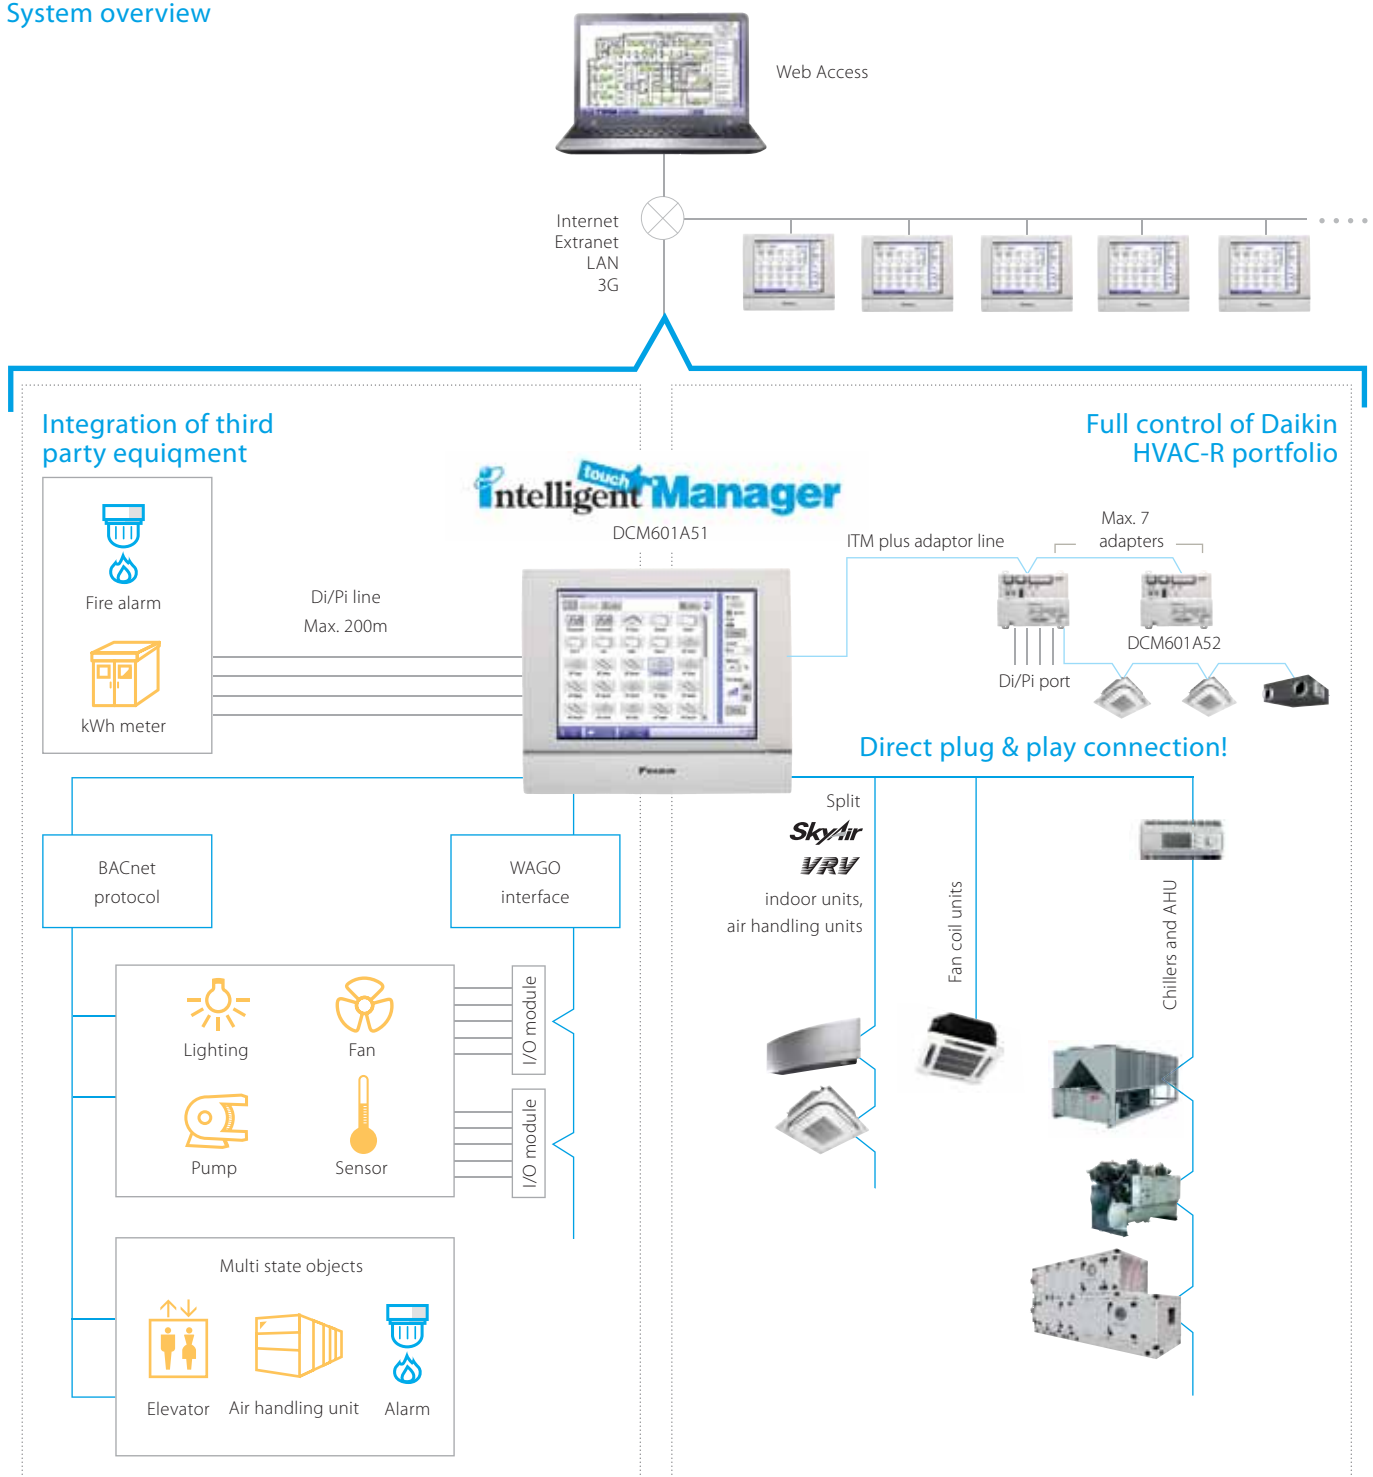 System overview
Web Access
Internet
Extranet
LAN
3G
Integration of third
party equiqment
Full control of Daikin
HVAC-R portfolio
intelligent touch Manager
DCM601A51
Fire alarm
kWh meter
Di/Pi line
Max. 200m
ITM plus adaptor line
Max. 7
adapters
DCM601A52
Di/Pi port
Direct plug & play connection!
DAIKIN
BACnet
protocol
WAGO
interface
Split
SkyAir
VRV
indoor units,
air handling units
Fan coil units
Chillers and AHU
Lighting
Fan
Pump
Sensor
I/O module
I/O module
Multi state objects
Elevator
Air handling unit
Alarm